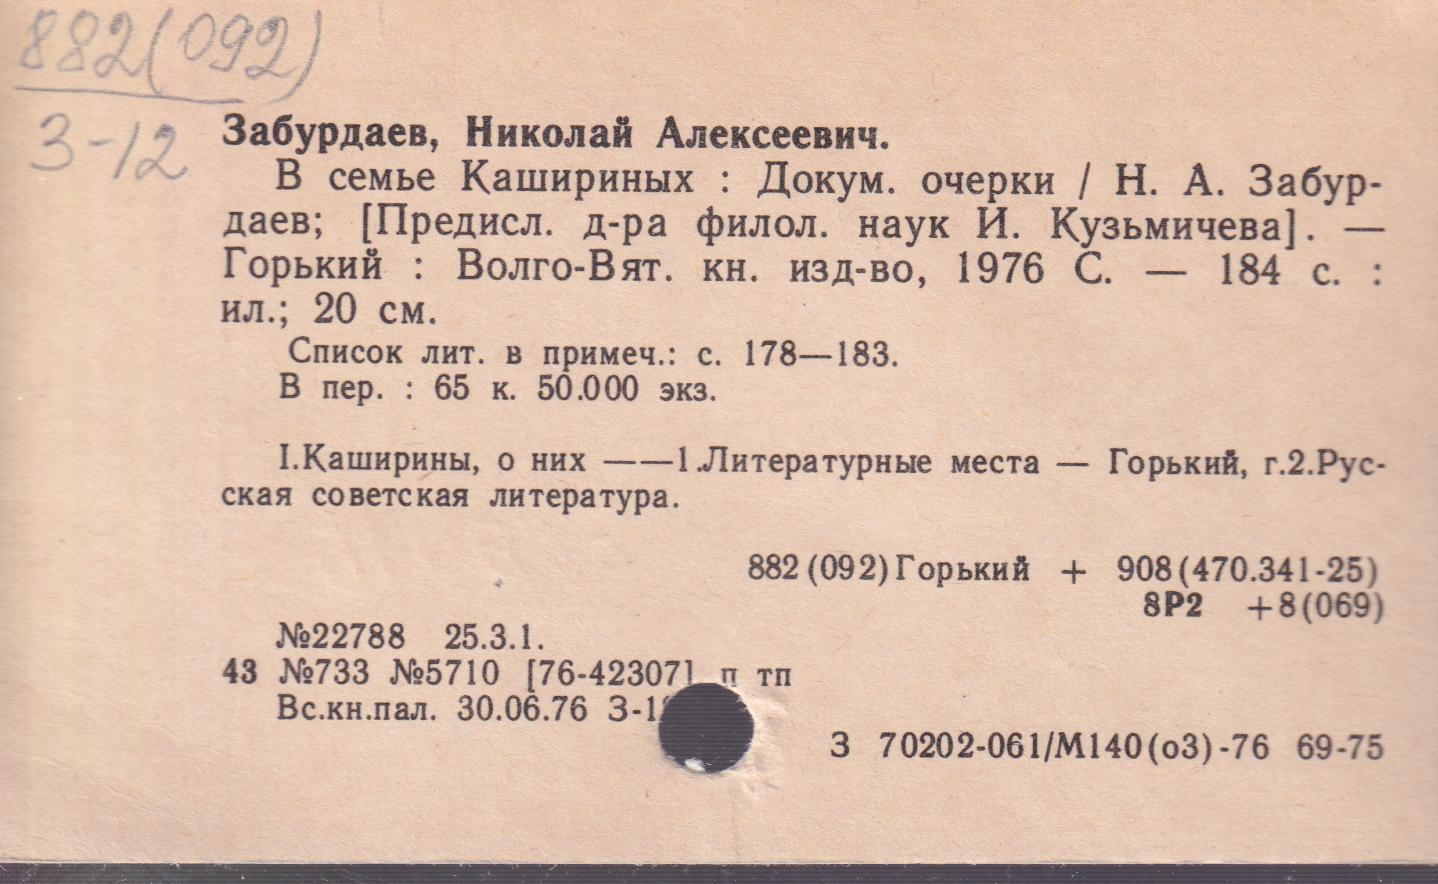 882(092)
З-12
Забурдаев, Николай Алексеевич.
В семье Кашириных : Докум. очерки / Н. А. Забур-
даев; [Предисл. д-ра филол. наук И. Кузьмичева]. —
Горький : Волго-Вят. кн. изд-во, 1976 С. — 184 с. :
ил.; 20 см.
Список лит. в примеч.: с. 178—183.
В пер. : 65 к. 50.000 экз.
I.Каширины, о них ——1.Литературные места — Горький, г.2.Рус-
ская советская литература.
882(092)Горький + 908(470.341-25)
8Р2 +8(069)
№22788 25.3.1.
43 №733 №5710 [76-42307] п тп
Вс.кн.пал. 30.06.76
З 70202-061/М140(о3)-76 69-75